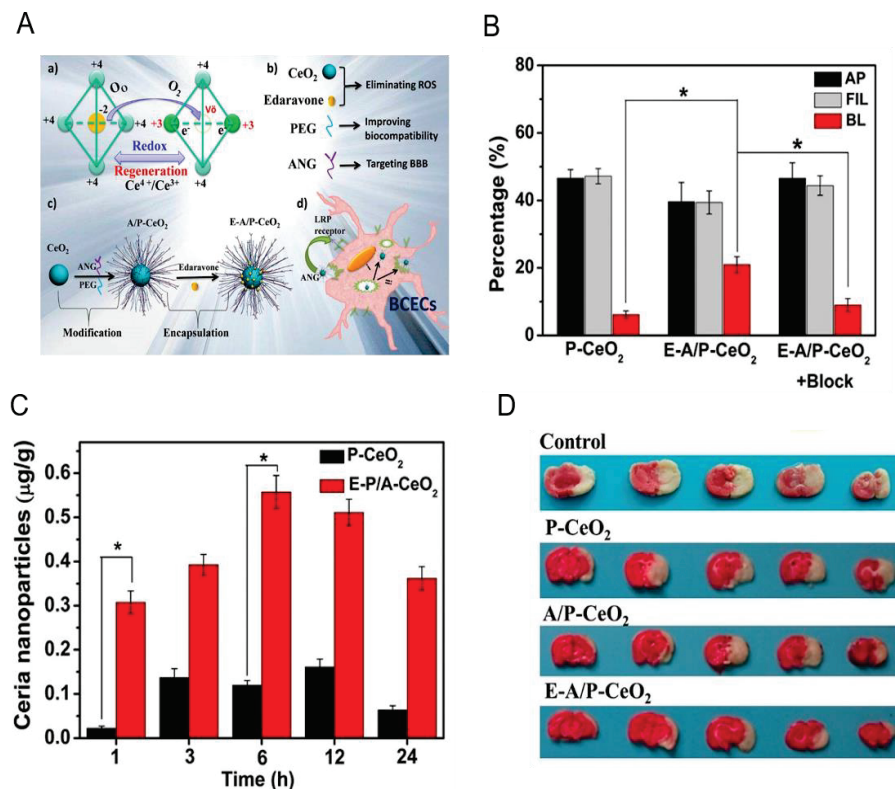 A
a)
+4
Oo
O₂
+4
-2
+4
+4
+3
Vö
e-
e-
+3
Redox
Regeneration
Ce⁴⁺/Ce³⁺
+4
+4
b)
CeO₂
Edaravone
Eliminating ROS
PEG
Improving
biocompatibility
ANG
Targeting BBB
c)
CeO₂
ANG
PEG
A/P-CeO₂
Edaravone
E-A/P-CeO₂
Modification
Encapsulation
d)
LRP
receptor
ANG
BCECs
B
Percentage (%)
80
60
40
20
0
AP
FIL
BL
*
*
P-CeO₂
E-A/P-CeO₂
E-A/P-CeO₂
+Block
C
Ceria nanoparticles (μg/g)
0.7
0.6
0.5
0.4
0.3
0.2
0.1
0.0
P-CeO₂
E-P/A-CeO₂
*
*
1
3
6
12
24
Time (h)
D
Control
P-CeO₂
A/P-CeO₂
E-A/P-CeO₂